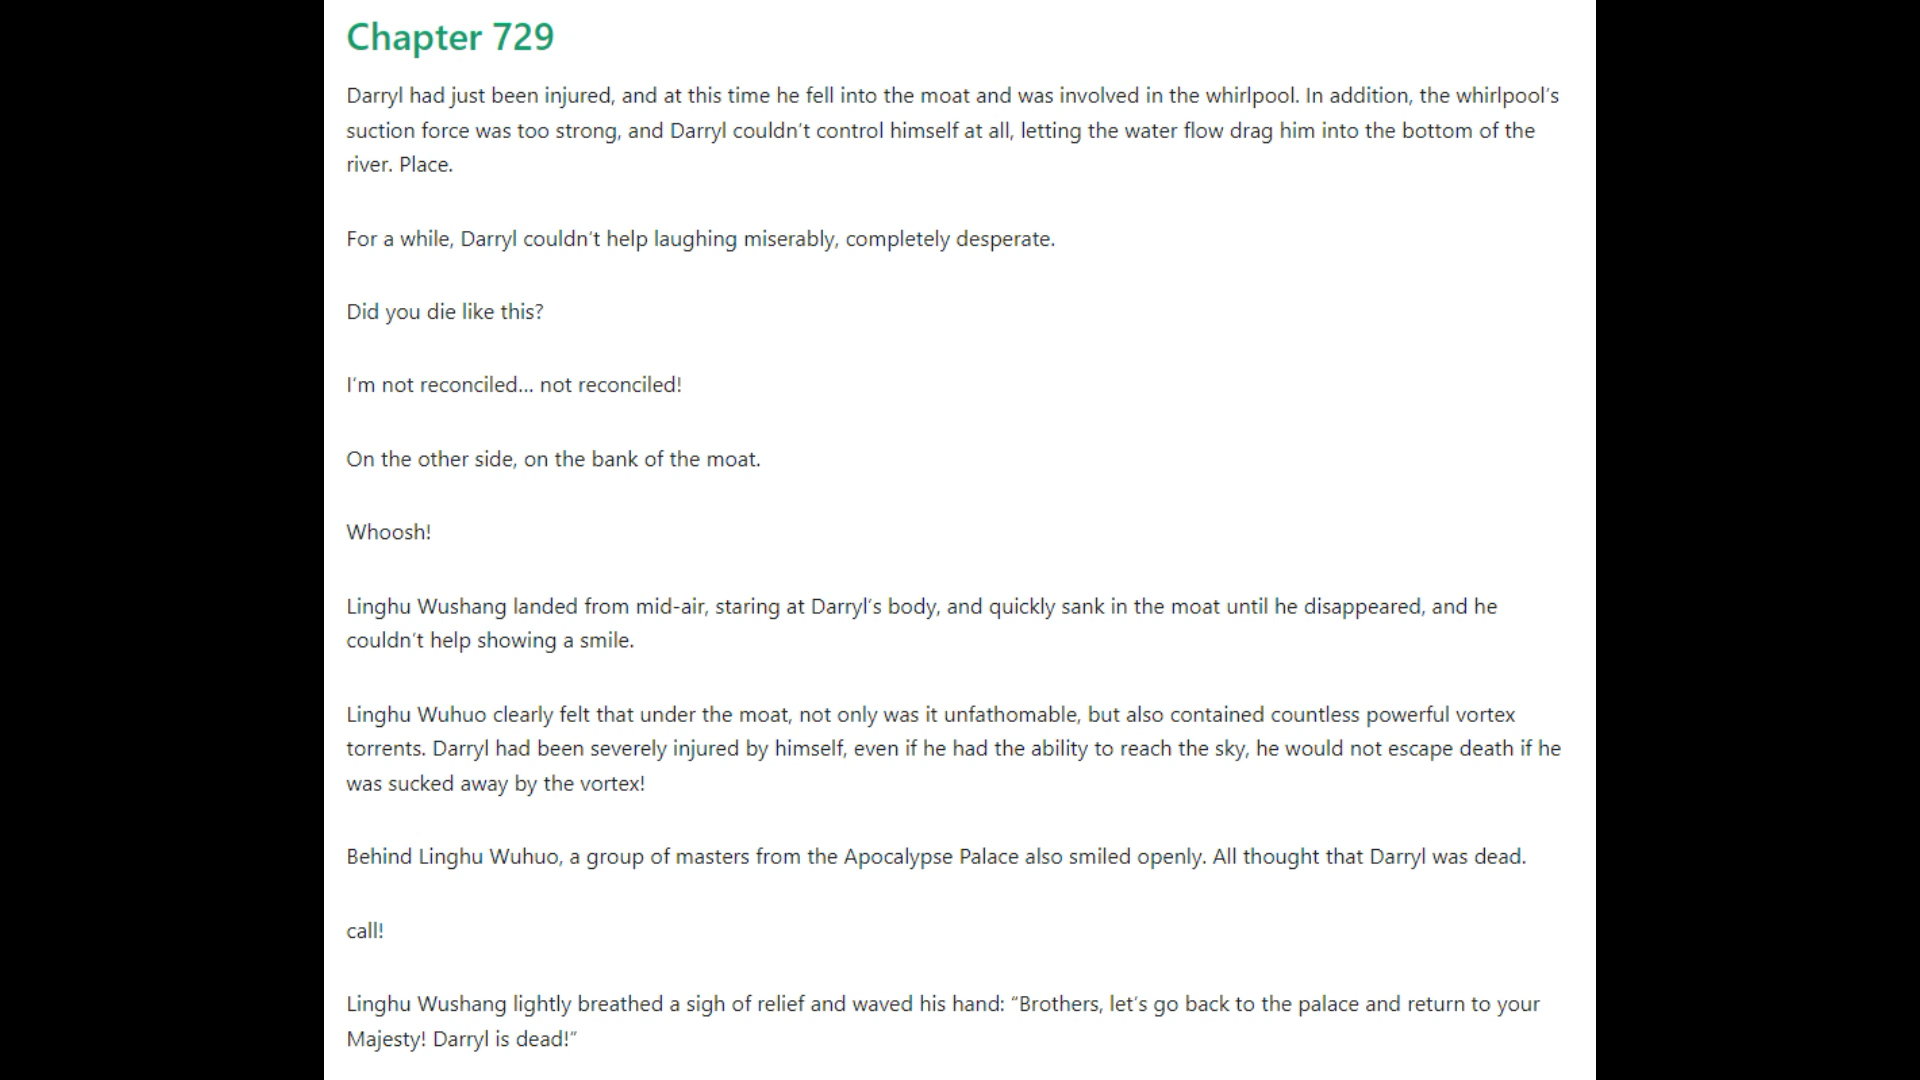 Chapter 729
Darryl had just been injured, and at this time he fell into the moat and was involved in the whirlpool. In addition, the whirlpool’s
suction force was too strong, and Darryl couldn’t control himself at all, letting the water flow drag him into the bottom of the
river. Place.
For a while, Darryl couldn’t help laughing miserably, completely desperate.
Did you die like this?
I’m not reconciled… not reconciled!
On the other side, on the bank of the moat.
Whoosh!
Linghu Wushang landed from mid-air, staring at Darryl’s body, and quickly sank in the moat until he disappeared, and he
couldn’t help showing a smile.
Linghu Wuhuo clearly felt that under the moat, not only was it unfathomable, but also contained countless powerful vortex
torrents. Darryl had been severely injured by himself, even if he had the ability to reach the sky, he would not escape death if he
was sucked away by the vortex!
Behind Linghu Wuhuo, a group of masters from the Apocalypse Palace also smiled openly. All thought that Darryl was dead.
call!
Linghu Wushang lightly breathed a sigh of relief and waved his hand: “Brothers, let’s go back to the palace and return to your
Majesty! Darryl is dead!”